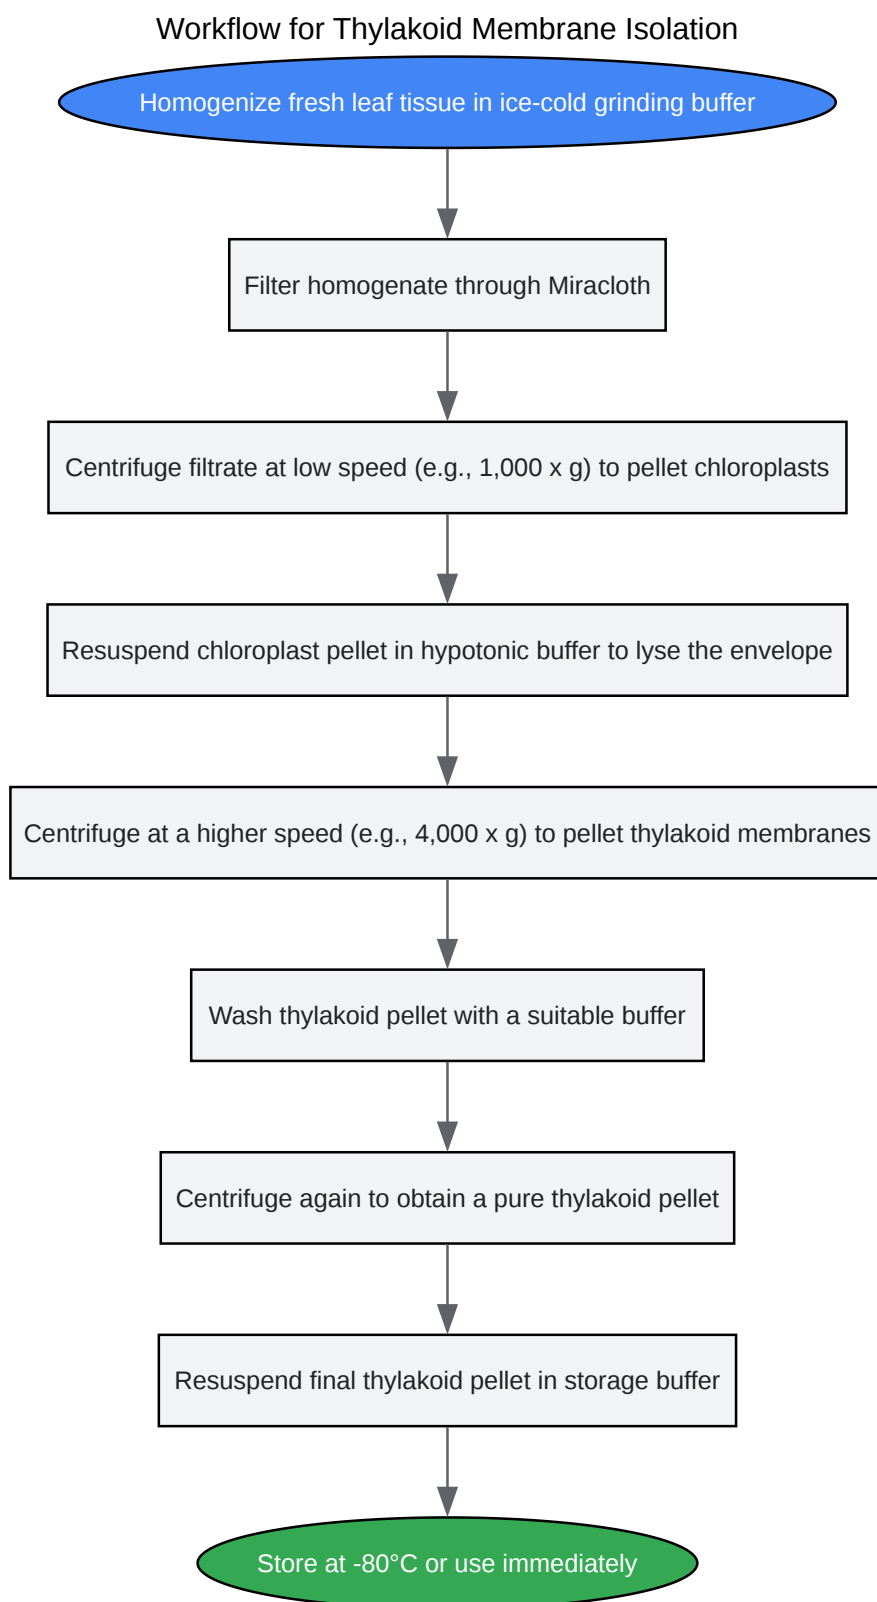 Workflow for Thylakoid Membrane Isolation
Homogenize fresh leaf tissue in ice-cold grinding buffer
Filter homogenate through Miracloth
Centrifuge filtrate at low speed (e.g., 1,000 x g) to pellet chloroplasts
Resuspend chloroplast pellet in hypotonic buffer to lyse the envelope
Centrifuge at a higher speed (e.g., 4,000 x g) to pellet thylakoid membranes
Wash thylakoid pellet with a suitable buffer
Centrifuge again to obtain a pure thylakoid pellet
Resuspend final thylakoid pellet in storage buffer
Store at -80°C or use immediately